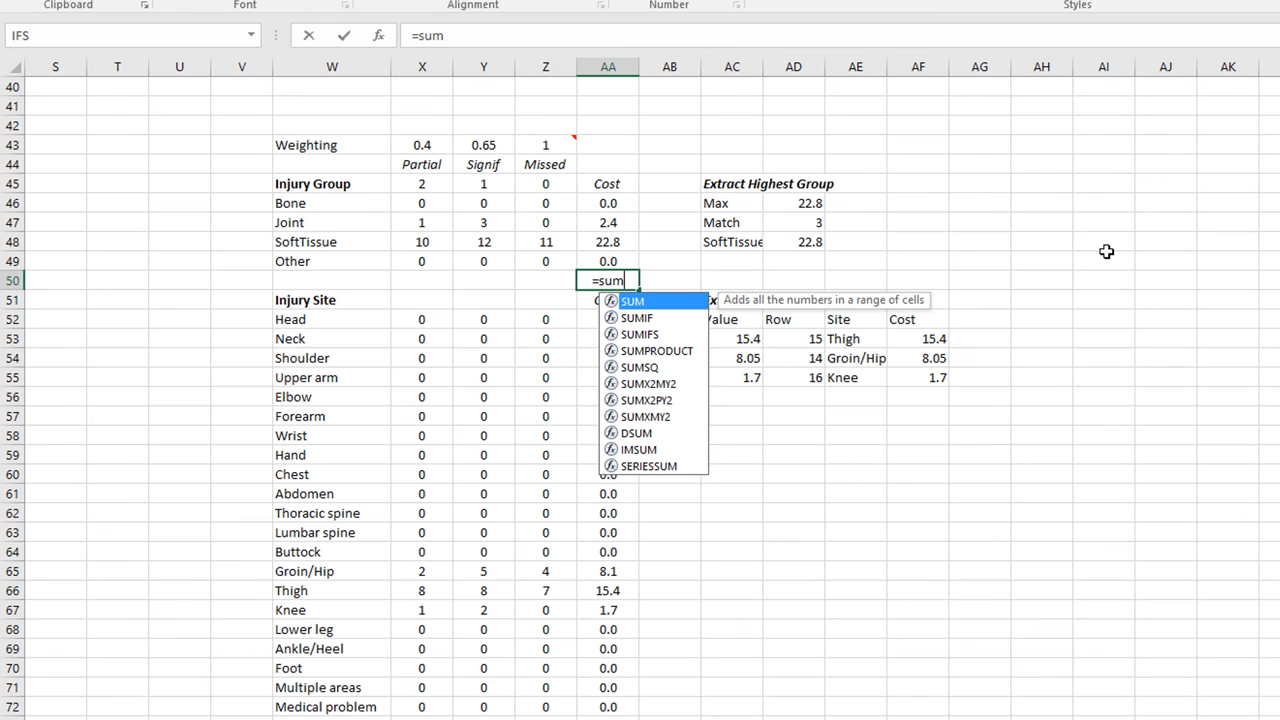 Clipboard Font Alignment Number Styles
IFS =sum
S T U V W X Y Z AA AB AC AD AE AF AG AH AI AJ AK
40
41
42
43 Weighting 0.4 0.65 1
44 Partial Signif Missed
45 Injury Group 2 1 0 Cost Extract Highest Group
46 Bone 0 0 0 0.0 Max 22.8
47 Joint 1 3 0 2.4 Match 3
48 SoftTissue 10 12 11 22.8 SoftTissue 22.8
49 Other 0 0 0 0.0
50 =sum
51 Injury Site SUM Adds all the numbers in a range of cells
52 Head 0 0 0 SUMIF Value Row Site Cost
53 Neck 0 0 0 SUMIFS 15.4 15 Thigh 15.4
54 Shoulder 0 0 0 SUMPRODUCT 8.05 14 Groin/Hip 8.05
SUMSQ
55 Upper arm 0 0 0 SUMX2MY2 1.7 16 Knee 1.7
56 Elbow 0 0 0 SUMX2PY2
57 Forearm 0 0 0 SUMXMY2
58 Wrist 0 0 0 DSUM
59 Hand 0 0 0 IMSUM
SERIESSUM
60 Chest 0 0 0 0.0
61 Abdomen 0 0 0 0.0
62 Thoracic spine 0 0 0 0.0
63 Lumbar spine 0 0 0 0.0
64 Buttock 0 0 0 0.0
65 Groin/Hip 2 5 4 8.1
66 Thigh 8 8 7 15.4
67 Knee 1 2 0 1.7
68 Lower leg 0 0 0 0.0
69 Ankle/Heel 0 0 0 0.0
70 Foot 0 0 0 0.0
71 Multiple areas 0 0 0 0.0
72 Medical problem 0 0 0 0.0